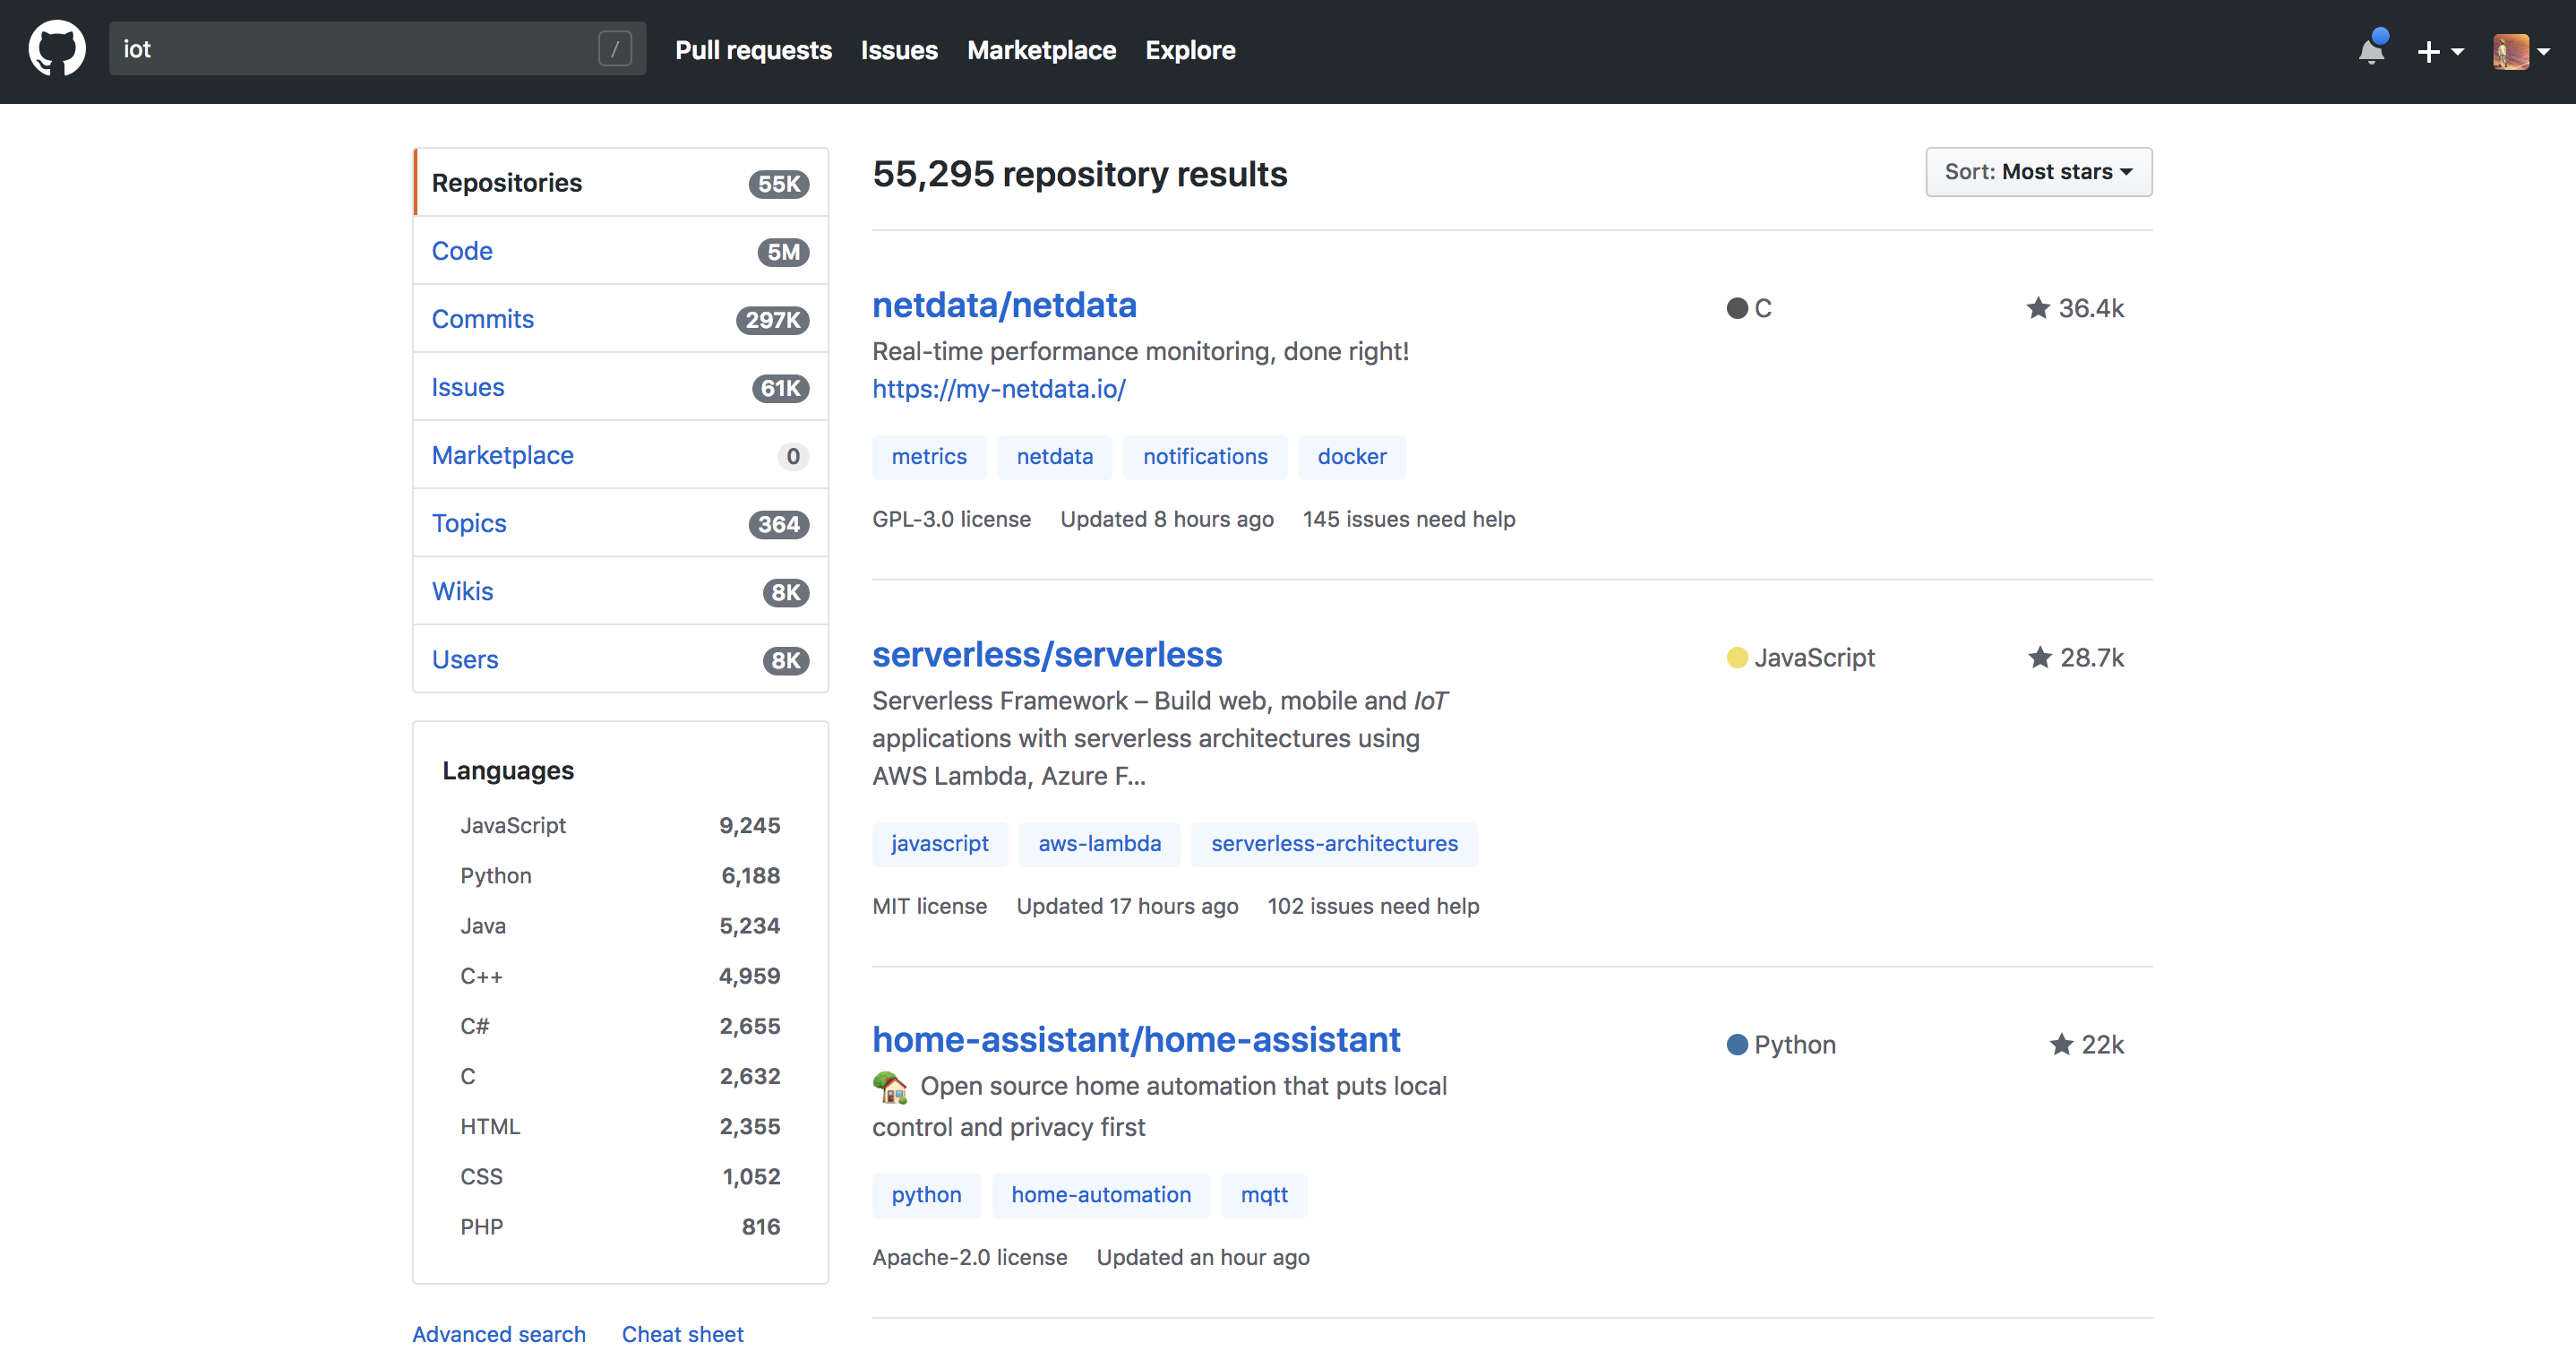 iot
/
Pull requests Issues Marketplace Explore
Repositories 55K
Code 5M
Commits 297K
Issues 61K
Marketplace 0
Topics 364
Wikis 8K
Users 8K
Languages
JavaScript 9,245
Python 6,188
Java 5,234
C++ 4,959
C# 2,655
C 2,632
HTML 2,355
CSS 1,052
PHP 816
Advanced search Cheat sheet
55,295 repository results
Sort: Most stars
netdata/netdata
C
36.4k
Real-time performance monitoring, done right!
https://my-netdata.io/
metrics netdata notifications docker
GPL-3.0 license Updated 8 hours ago 145 issues need help
serverless/serverless
JavaScript
28.7k
Serverless Framework – Build web, mobile and IoT
applications with serverless architectures using
AWS Lambda, Azure F...
javascript aws-lambda serverless-architectures
MIT license Updated 17 hours ago 102 issues need help
home-assistant/home-assistant
Python
22k
Open source home automation that puts local
control and privacy first
python home-automation mqtt
Apache-2.0 license Updated an hour ago